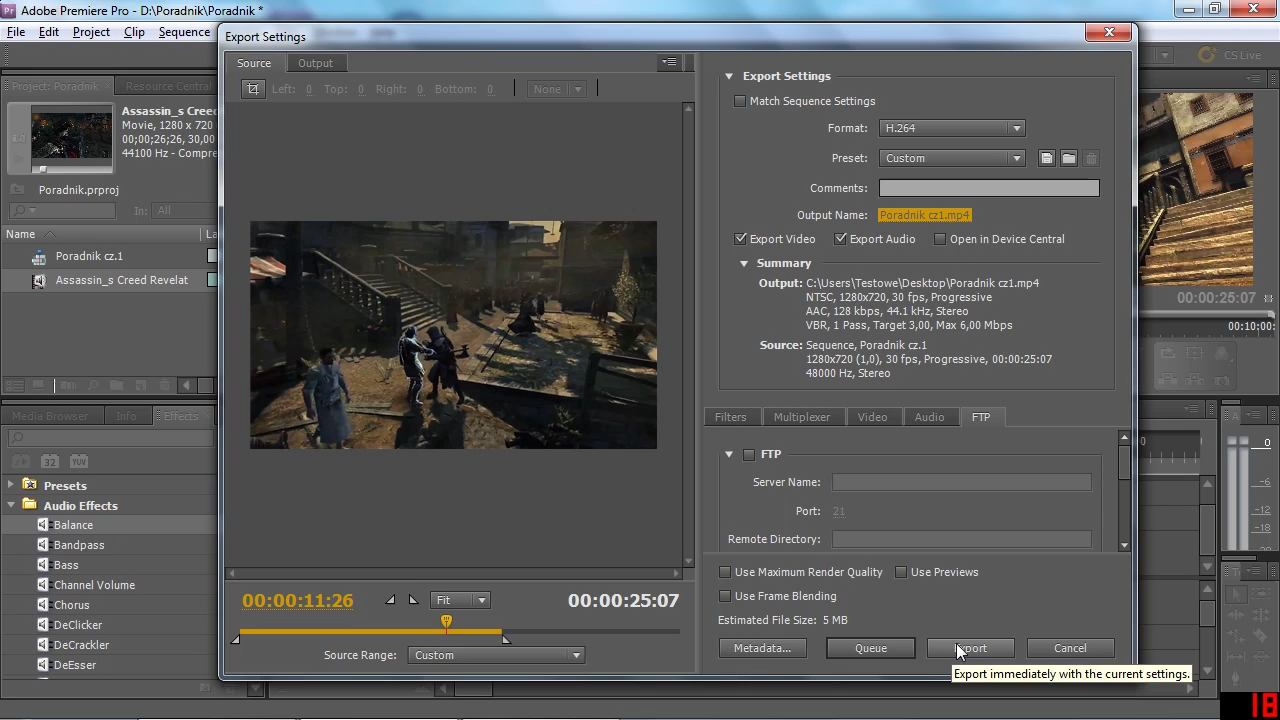 Pr Adobe Premiere Pro - D:\Poradnik\Poradnik *
File Edit Project Clip Sequence
CS Live
Project: Poradnik
Resource Central
Assassin_s Creed
Movie, 1280 x 720
00;00;26;26, 30,00
44100 Hz - Compre
Poradnik.prproj
In: All
Name La
Poradnik cz.1
Assassin_s Creed Revelat
Media Browser Info Effects
32 YUV
Presets
Audio Effects
Balance
Bandpass
Bass
Channel Volume
Chorus
DeClicker
DeCrackler
DeEsser
Export Settings
Source Output
Left: 0 Top: 0 Right: 0 Bottom: 0 None
00:00:11:26 Fit 00:00:25:07
Source Range: Custom
Export Settings
Match Sequence Settings
Format: H.264
Preset: Custom
Comments:
Output Name: Poradnik cz1.mp4
Export Video Export Audio Open in Device Central
Summary
Output: C:\Users\Testowe\Desktop\Poradnik cz1.mp4
NTSC, 1280x720, 30 fps, Progressive
AAC, 128 kbps, 44.1 kHz, Stereo
VBR, 1 Pass, Target 3,00, Max 6,00 Mbps
Source: Sequence, Poradnik cz.1
1280x720 (1,0), 30 fps, Progressive, 00:00:25:07
48000 Hz, Stereo
Filters Multiplexer Video Audio FTP
FTP
Server Name:
Port: 21
Remote Directory:
Use Maximum Render Quality Use Previews
Use Frame Blending
Estimated File Size: 5 MB
Metadata... Queue Export Cancel
Export immediately with the current settings.
00:00:25:07
00:10:00:
A
0
-6
-12
-18
T
18